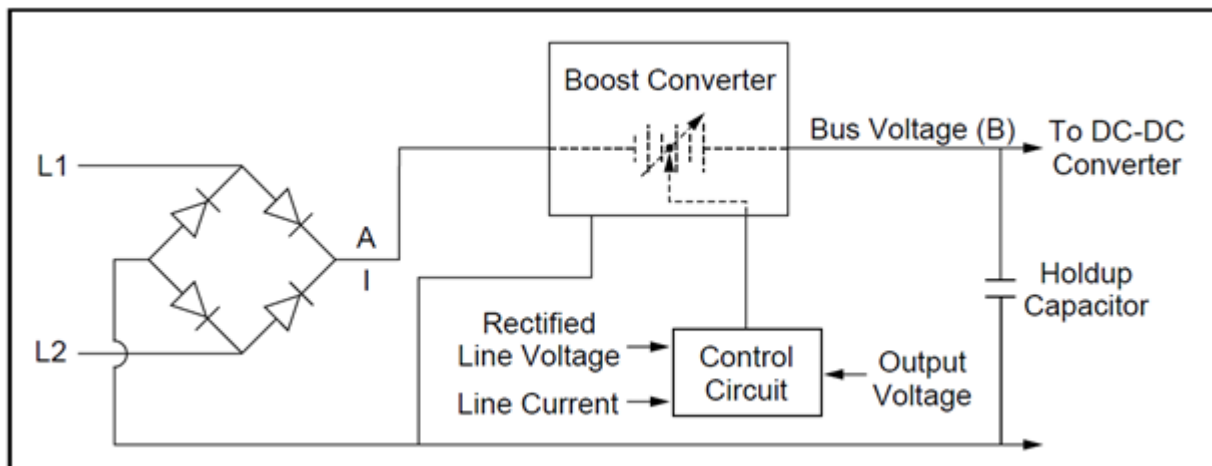 Boost Converter
Bus Voltage (B)
To DC-DC
Converter
L1
A
I
L2
Holdup
Capacitor
Rectified
Line Voltage
Line Current
Control
Circuit
Output
Voltage